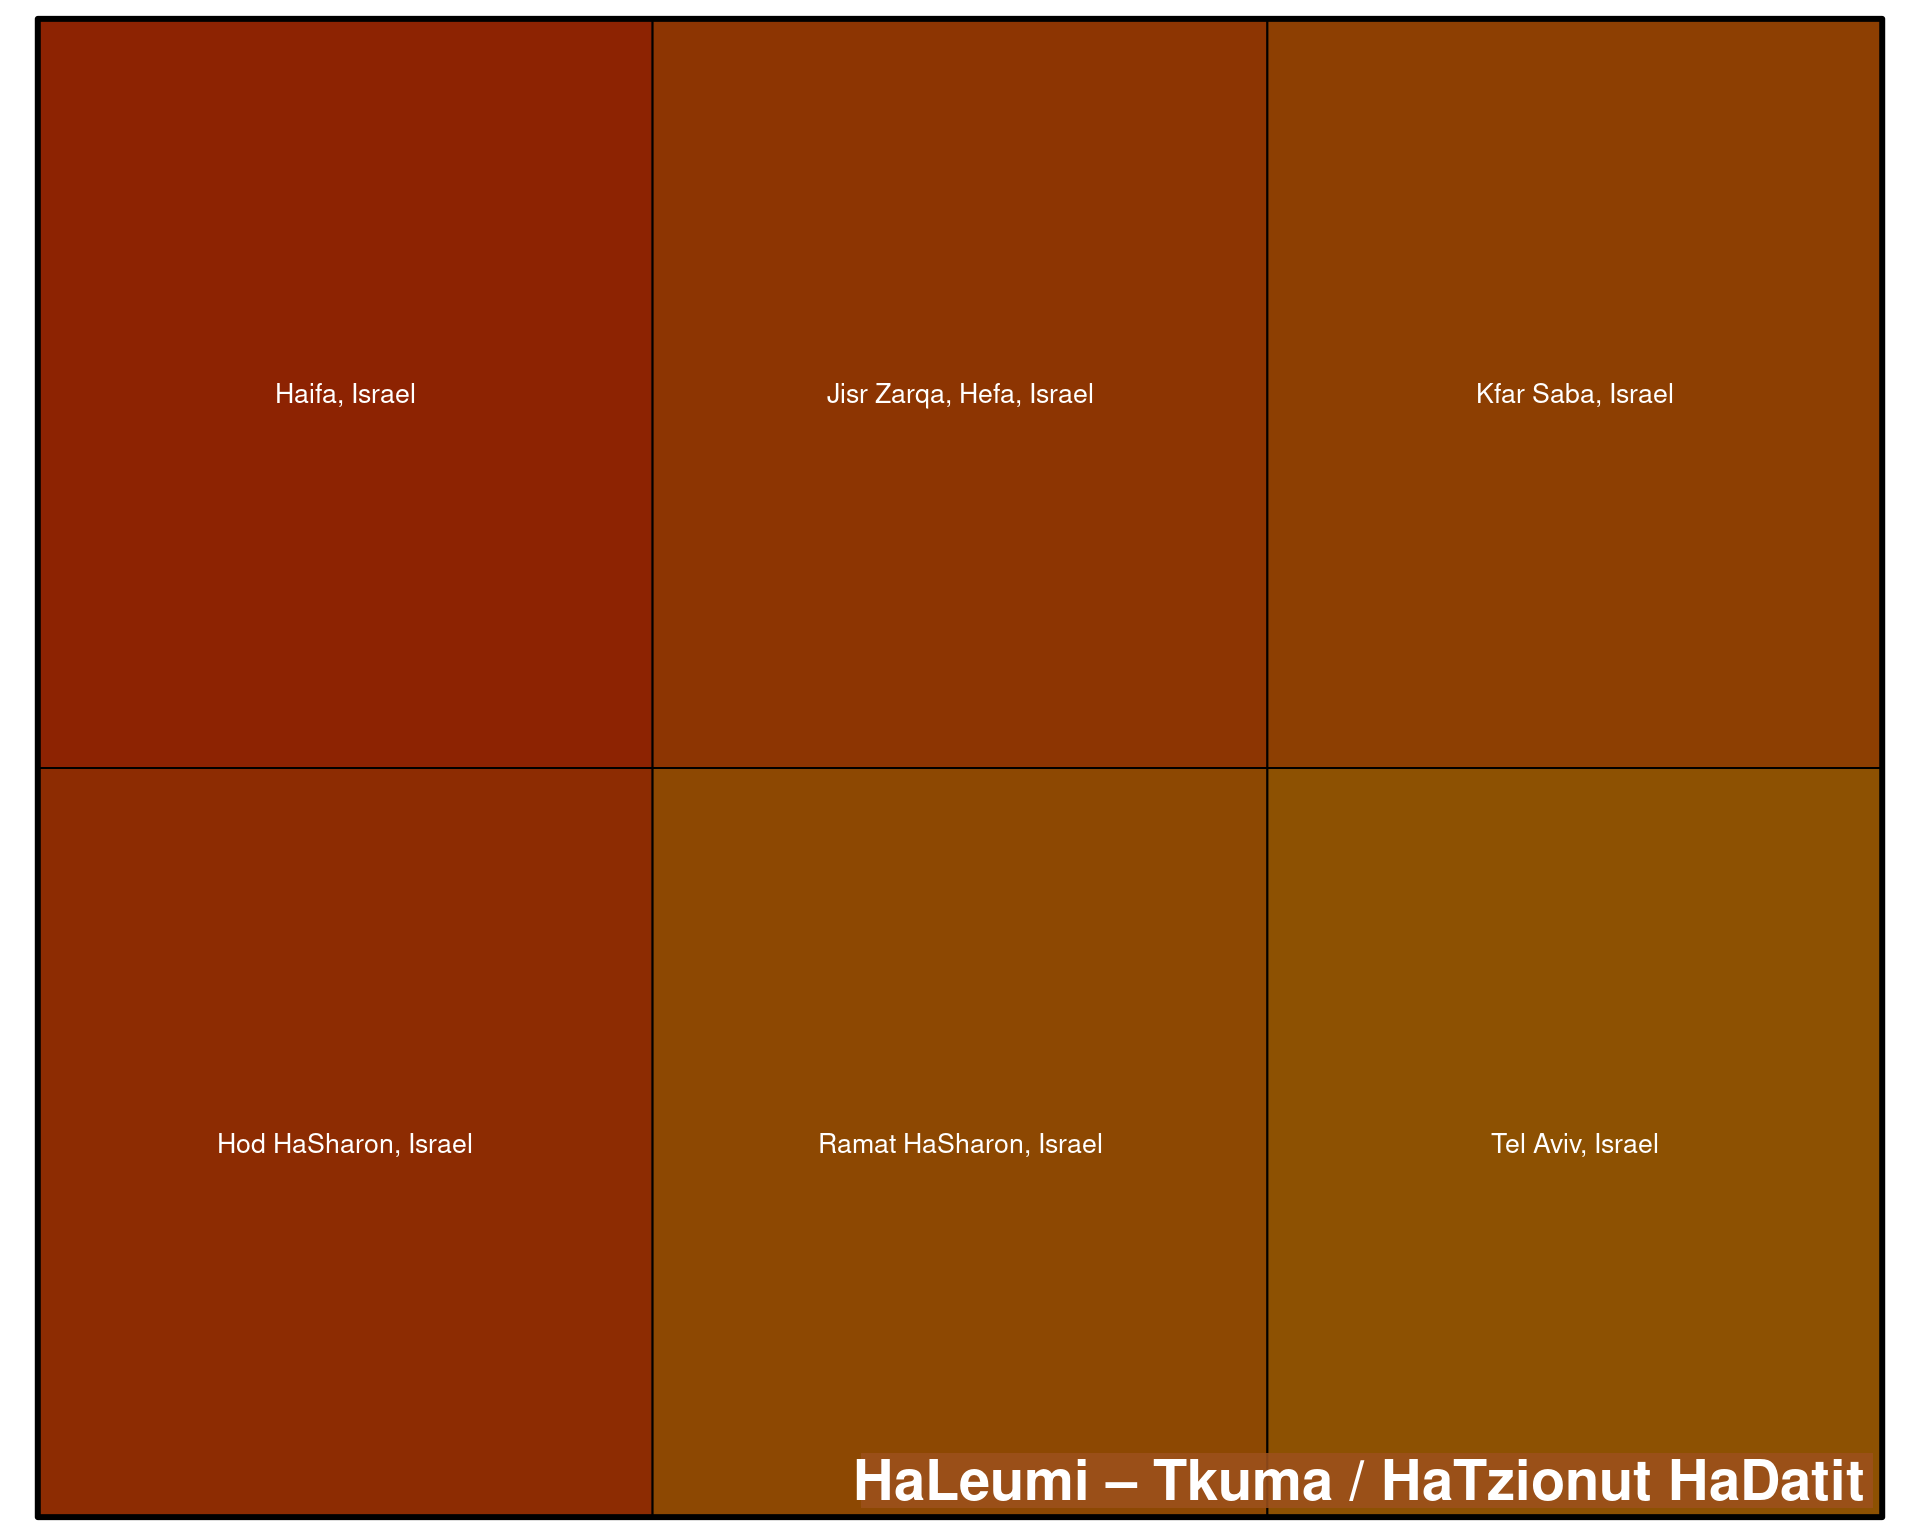 Haifa, Israel
Jisr Zarqa, Hefa, Israel
Kfar Saba, Israel
Hod HaSharon, Israel
Ramat HaSharon, Israel
Tel Aviv, Israel
HaLeumi – Tkuma / HaTzionut HaDatit